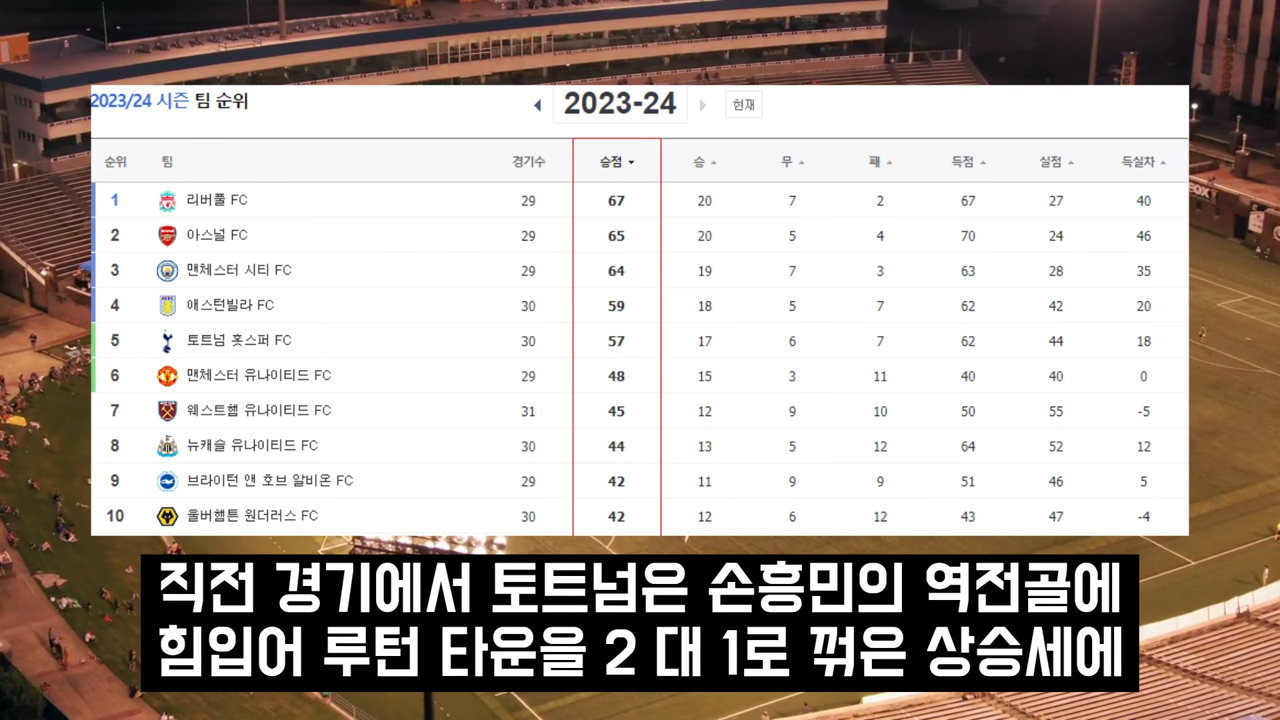 2023/24 시즌 팀 순위
2023-24 현재
순위 팀 경기수 승점 승 무 패 득점 실점 득실차
1 리버풀 FC 29 67 20 7 2 67 27 40
2 아스널 FC 29 65 20 5 4 70 24 46
3 맨체스터 시티 FC 29 64 19 7 3 63 28 35
4 애스턴빌라 FC 30 59 18 5 7 62 42 20
5 토트넘 홋스퍼 FC 30 57 17 6 7 62 44 18
6 맨체스터 유나이티드 FC 29 48 15 3 11 40 40 0
7 웨스트햄 유나이티드 FC 31 45 12 9 10 50 55 -5
8 뉴캐슬 유나이티드 FC 30 44 13 5 12 64 52 12
9 브라이턴 앤 호브 알비온 FC 29 42 11 9 9 51 46 5
10 울버햄튼 원더러스 FC 30 42 12 6 12 43 47 -4
직전 경기에서 토트넘은 손흥민의 역전골에
힘입어 루턴 타운을 2 대 1로 꺾은 상승세에